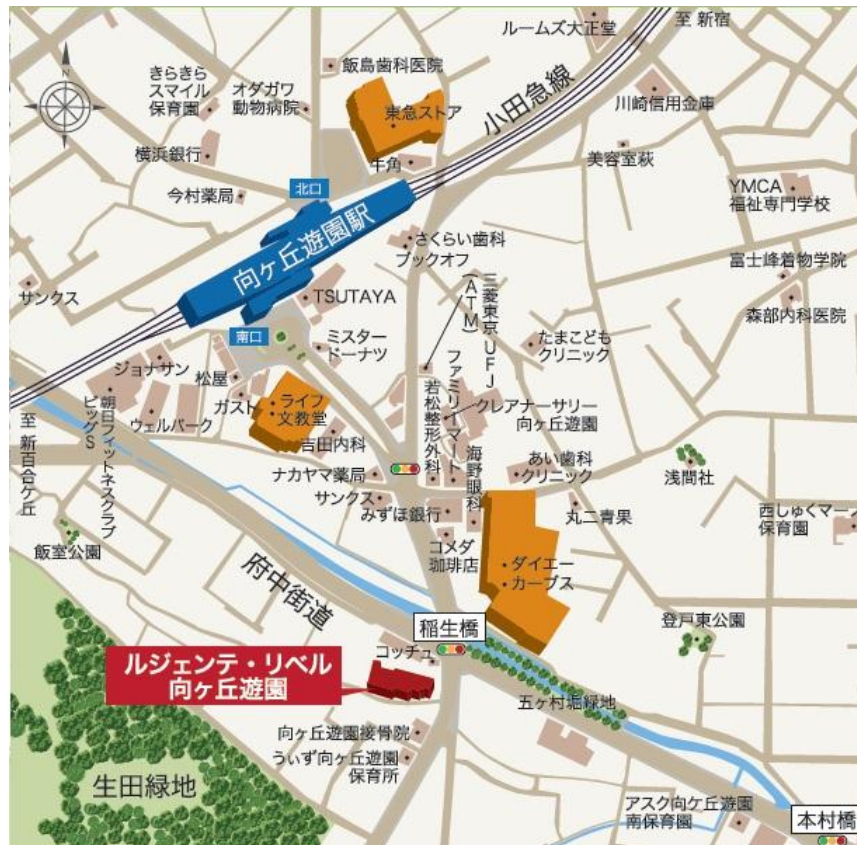 ルームズ大正堂
至 新宿
N
きらきら
スマイル
保育園
オダガワ
動物病院
飯島歯科医院
東急ストア
小田急線
川崎信用金庫
横浜銀行
牛角
美容室萩
今村薬局
北口
YMCA
福祉専門学校
向ヶ丘遊園駅
さくらい歯科
ブックオフ
富士峰着物学院
サンクス
TSUTAYA
三菱東京UFJ
(ATM)
森部内科医院
南口
ミスター
ドーナツ
たまこども
クリニック
ジョナサン
松屋
ファミリーマート
若松整形外科
ガスト
ライフ
文教堂
クレアナーサリー
向ヶ丘遊園
朝日フィットネスクラブ
ビッグS
ウェルパーク
吉田内科
海野眼科
至 新百合ケ丘
ナカヤマ薬局
あい歯科
クリニック
浅間社
サンクス
みずほ銀行
丸二青果
西しゅくマー
保育園
飯室公園
コメダ
珈琲店
ダイエー
カーブス
府中街道
稲生橋
登戸東公園
コッチュ
ルジェンテ・リベル
向ヶ丘遊園
五ヶ村堀緑地
向ヶ丘遊園接骨院
うぃず向ヶ丘遊園
保育所
生田緑地
アスク向ケ丘遊園
南保育園
本村橋